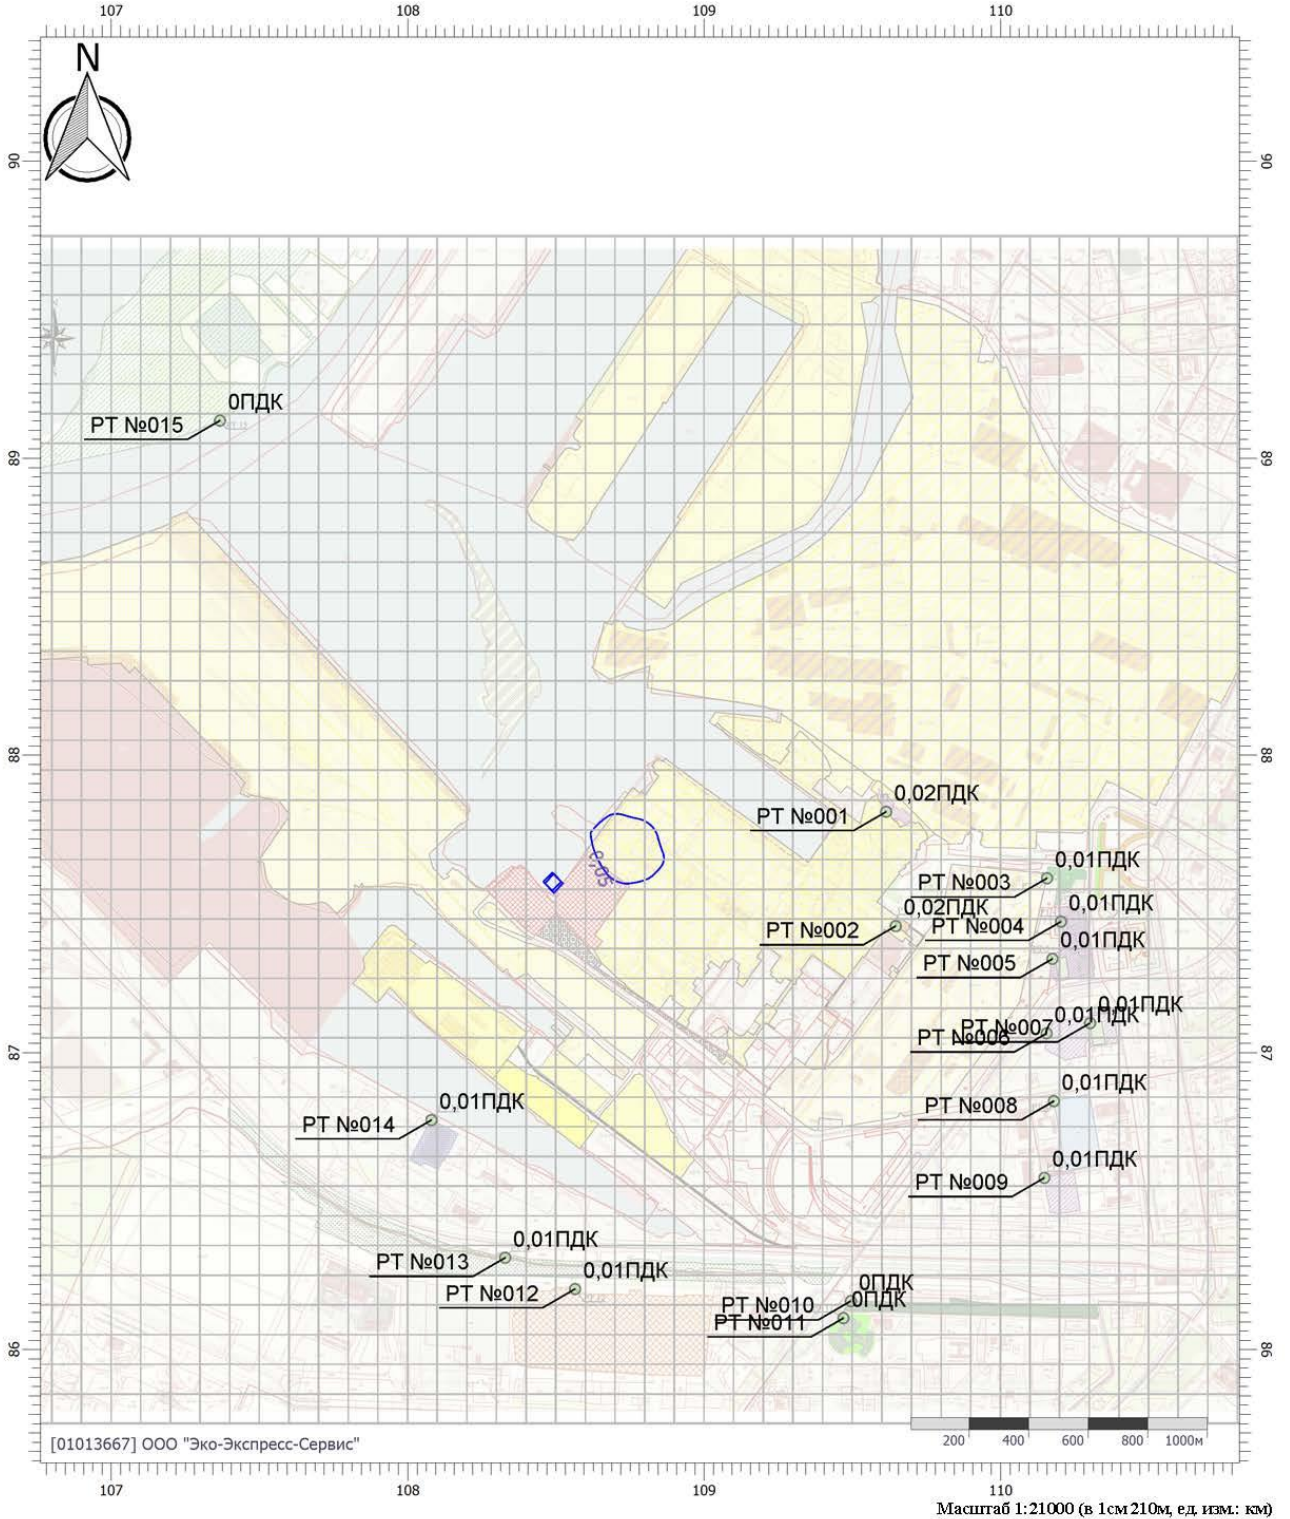 107 108 109 110
N
90 90
0ПДК
РТ №015
89 89
88 88
0,02ПДК
РТ №001
0,05
0,01ПДК
РТ №003
0,02ПДК
0,01ПДК
РТ №002
РТ №004
0,01ПДК
РТ №005
0,01ПДК
0,01ПДК
РТ №007
РТ №006
87 87
0,01ПДК
РТ №008
0,01ПДК
РТ №014
0,01ПДК
РТ №009
0,01ПДК
РТ №013
0,01ПДК
РТ №012
0ПДК
0ПДК
РТ №010
РТ №011
86 86
200 400 600 800 1000м
[01013667] ООО "Эко-Экспресс-Сервис"
107 108 109 110
Масштаб 1:21000 (в 1см 210м, ед. изм.: км)